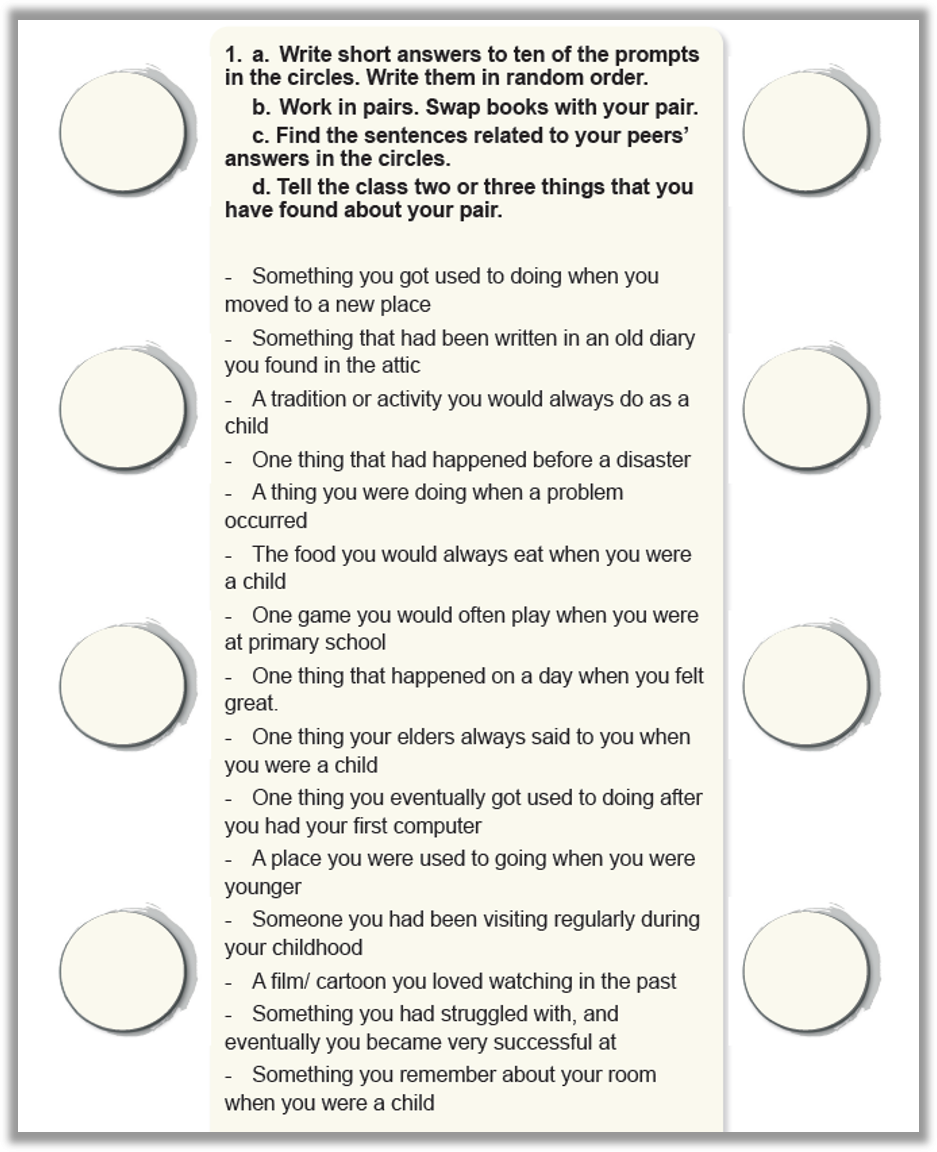 1. a. Write short answers to ten of the prompts
in the circles. Write them in random order.
b. Work in pairs. Swap books with your pair.
c. Find the sentences related to your peers’
answers in the circles.
d. Tell the class two or three things that you
have found about your pair.
- Something you got used to doing when you
moved to a new place
- Something that had been written in an old diary
you found in the attic
- A tradition or activity you would always do as a
child
- One thing that had happened before a disaster
- A thing you were doing when a problem
occurred
- The food you would always eat when you were
a child
- One game you would often play when you were
at primary school
- One thing that happened on a day when you felt
great.
- One thing your elders always said to you when
you were a child
- One thing you eventually got used to doing after
you had your first computer
- A place you were used to going when you were
younger
- Someone you had been visiting regularly during
your childhood
- A film/ cartoon you loved watching in the past
- Something you had struggled with, and
eventually you became very successful at
- Something you remember about your room
when you were a child